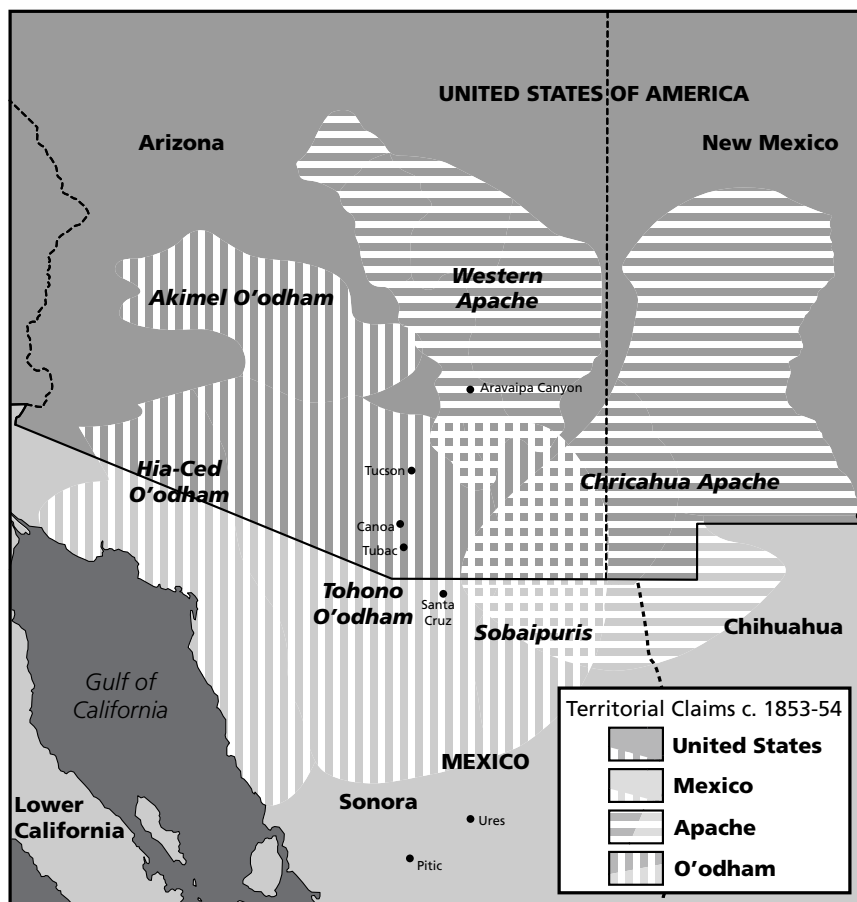 UNITED STATES OF AMERICA
Arizona
New Mexico
Western
Apache
Akimel O'odham
Aravaipa Canyon
Hia-Ced
O'odham
Tucson
Chricahua Apache
Canoa
Tubac
Tohono
O'odham
Santa
Cruz
Sobaipuris
Chihuahua
Gulf of
California
MEXICO
Sonora
Lower
California
Ures
Pitic
Territorial Claims c. 1853-54
United States
Mexico
Apache
O'odham